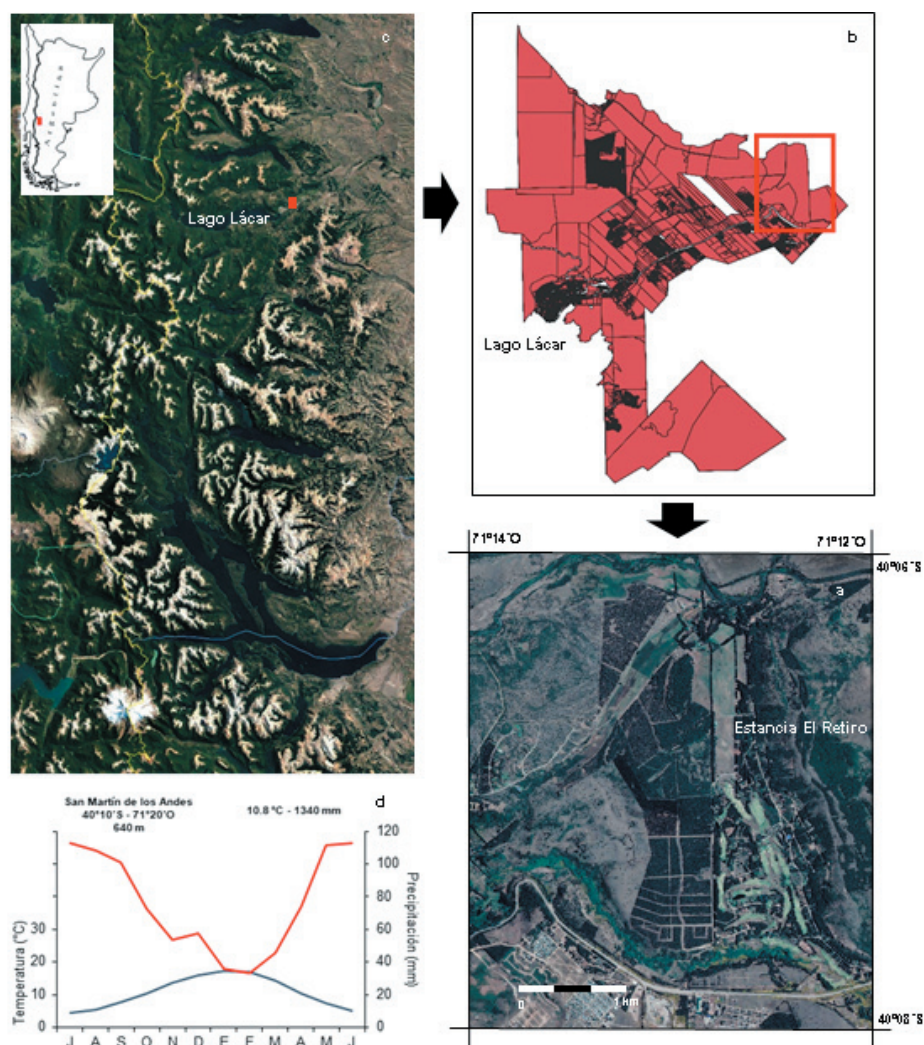 c
ARGENTINA
Lago Lácar
b
Lago Lácar
71°14´O
71°12´O
40°06´S
a
Estancia El Retiro
0
1 km
40°08´S
San Martín de los Andes
40°10´S - 71°20´O
640 m
10.8 °C - 1340 mm
d
Temperatura (°C)
30
20
10
0
120
100
80
60
40
20
0
Precipitación (mm)
J A S O N D E F M A M J